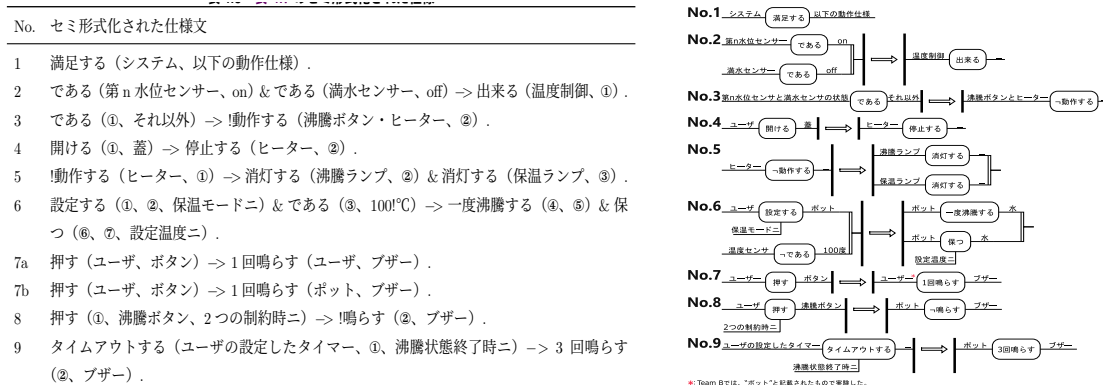 No. セミ形式化された仕様文
1 満足する（システム、以下の動作仕様）.
2 である（第 n 水位センサー、on）& である（満水センサー、off）–> 出来る（温度制御、①）.
3 である（①、それ以外）–> !動作する（沸騰ボタン・ヒーター、②）.
4 開ける（①、蓋）–> 停止する（ヒーター、②）.
5 !動作する（ヒーター、①）–> 消灯する（沸騰ランプ、②）& 消灯する（保温ランプ、③）.
6 設定する（①、②、保温モードニ）& である（③、100!℃）–> 一度沸騰する（④、⑤）& 保
つ（⑥、⑦、設定温度ニ）.
7a 押す（ユーザ、ボタン）–> 1 回鳴らす（ユーザ、ブザー）.
7b 押す（ユーザ、ボタン）–> 1 回鳴らす（ポット、ブザー）.
8 押す（①、沸騰ボタン、2 つの制約時ニ）–> !鳴らす（②、ブザー）.
9 タイムアウトする（ユーザの設定したタイマー、①、沸騰状態終了時ニ）–> 3 回鳴らす
（②、ブザー）.
No.1 システム 満足する 以下の動作仕様
No.2 第n水位センサー である on
満水センサー である off
温度制御 出来る ―
No.3 第n水位センサと満水センサの状態 である それ以外 沸騰ボタンとヒーター ¬動作する ―
No.4 ユーザ 開ける 蓋 ヒーター 停止する ―
No.5 ヒーター ¬動作する ―
沸騰ランプ 消灯する ―
保温ランプ 消灯する ―
No.6 ユーザ 設定する ポット
保温モードニ
温度センサ ¬である 100度
ポット 一度沸騰する 水
ポット 保つ 水
設定温度ニ
No.7 ユーザー 押す ボタン ユーザー* 1回鳴らす ブザー
No.8 ユーザ 押す 沸騰ボタン ポット ¬鳴らす ブザー
2つの制約時ニ
No.9 ユーザの設定したタイマー タイムアウトする ― ポット 3回鳴らす ブザー
沸騰状態終了時ニ
*: Team Bでは、"ポット"と記載されたもので実験した。